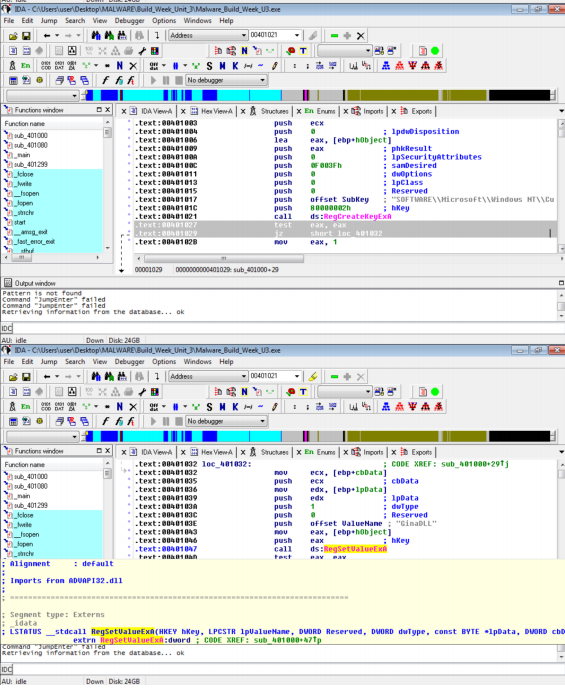 AU: idle Down Disk: 24GB
IDA - C:\Users\user\Desktop\MALWARE\Build_Week_Unit_3\Malware_Build_Week_U3.exe
File Edit Jump Search View Debugger Options Windows Help
Address 00401021
No debugger
Functions window
IDA View-A Hex View-A Structures Enums Imports Exports
Function name
sub_401000
sub_401080
_main
sub_401299
_fclose
_fwrite
__fsopen
_fopen
_strchr
start
__amsg_exit
_fast_error_exit
__stbuf
.text:00401003 push ecx
.text:00401004 push 0 ; lpdwDisposition
.text:00401006 lea eax, [ebp+hObject]
.text:00401009 push eax ; phkResult
.text:0040100A push 0 ; lpSecurityAttributes
.text:0040100C push 0F003Fh ; samDesired
.text:00401011 push 0 ; dwOptions
.text:00401013 push 0 ; lpClass
.text:00401015 push 0 ; Reserved
.text:00401017 push offset SubKey ; "SOFTWARE\\Microsoft\\Windows NT\\Cu
.text:0040101C push 80000002h ; hKey
.text:00401021 call ds:RegCreateKeyExA
.text:00401027 test eax, eax
.text:00401029 jz short loc_401032
.text:0040102B mov eax, 1
00001029 0000000000401029: sub_401000+29
Output window
Pattern is not found
Command "JumpEnter" failed
Command "JumpEnter" failed
Retrieving information from the database... ok
IDC
AU: idle Down Disk: 24GB
IDA - C:\Users\user\Desktop\MALWARE\Build_Week_Unit_3\Malware_Build_Week_U3.exe
File Edit Jump Search View Debugger Options Windows Help
Address 00401021
No debugger
Functions window
IDA View-A Hex View-A Structures Enums Imports Exports
Function name
sub_401000
sub_401080
_main
sub_401299
_fclose
_fwrite
__fsopen
_fopen
_strchr
.text:00401032 loc_401032: ; CODE XREF: sub_401000+29↑j
.text:00401032 mov ecx, [ebp+cbData]
.text:00401035 push ecx ; cbData
.text:00401036 mov edx, [ebp+lpData]
.text:00401039 push edx ; lpData
.text:0040103A push 1 ; dwType
.text:0040103C push 0 ; Reserved
.text:0040103E push offset ValueName ; "GinaDLL"
.text:00401043 mov eax, [ebp+hObject]
.text:00401046 push eax ; hKey
.text:00401047 call ds:RegSetValueExA
.text:0040104D test eax, eax
; Alignment : default
;
; Imports from ADVAPI32.dll
;
; ===========================================================================
; Segment type: Externs
; _idata
; LSTATUS __stdcall RegSetValueExA(HKEY hKey, LPCSTR lpValueName, DWORD Reserved, DWORD dwType, const BYTE *lpData, DWORD cbD
extrn RegSetValueExA:dword ; CODE XREF: sub_401000+47↑p
Command "JumpEnter" failed
Retrieving information from the database... ok
IDC
AU: idle Down Disk: 24GB